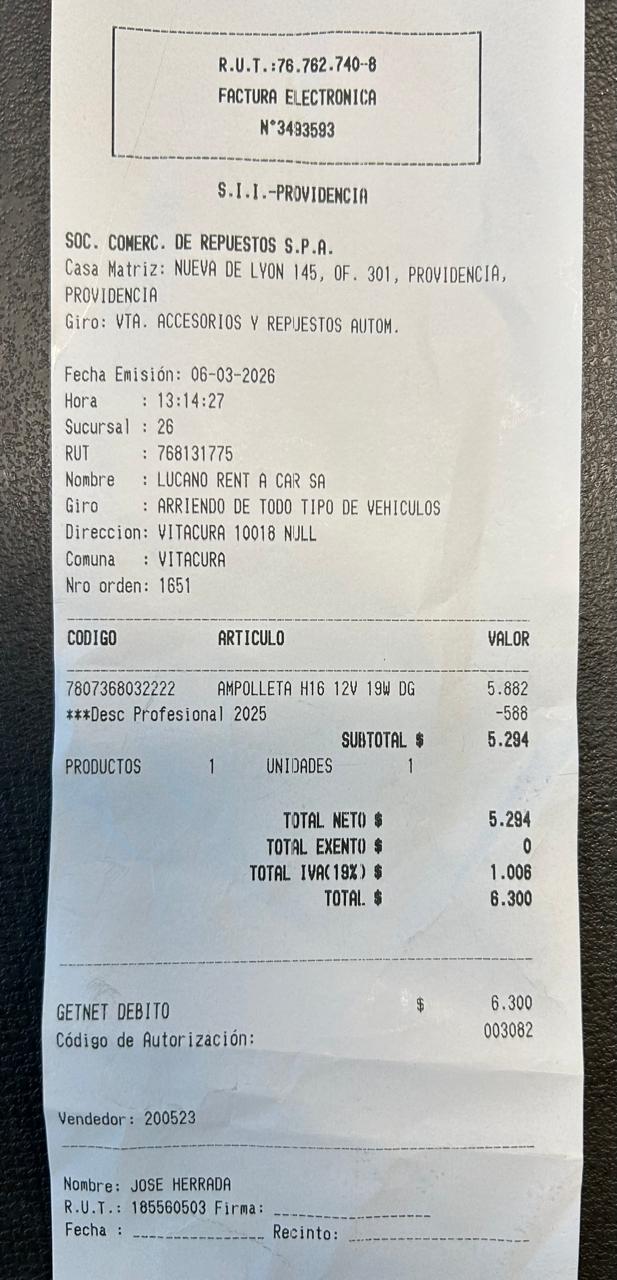 R.U.T.:76.762.740-8
FACTURA ELECTRONICA
N°3493593
S.I.I.-PROVIDENCIA
SOC. COMERC. DE REPUESTOS S.P.A.
Casa Matriz: NUEVA DE LYON 145, OF. 301, PROVIDENCIA,
PROVIDENCIA
Giro: VTA. ACCESORIOS Y REPUESTOS AUTOM.
Fecha Emisión: 06-03-2026
Hora : 13:14:27
Sucursal : 26
RUT : 768131775
Nombre : LUCANO RENT A CAR SA
Giro : ARRIENDO DE TODO TIPO DE VEHICULOS
Direccion: VITACURA 10018 NULL
Comuna : VITACURA
Nro orden: 1651
CODIGO ARTICULO VALOR
7807368032222 AMPOLLETA H16 12V 19W DG 5.882
***Desc Profesional 2025 -588
SUBTOTAL $ 5.294
PRODUCTOS 1 UNIDADES 1
TOTAL NETO $ 5.294
TOTAL EXENTO $ 0
TOTAL IVA(19%) $ 1.006
TOTAL $ 6.300
GETNET DEBITO $ 6.300
Código de Autorización: 003082
Vendedor: 200523
Nombre: JOSE HERRADA
R.U.T.: 185560503 Firma: _______________
Fecha : _____________ Recinto: _________________